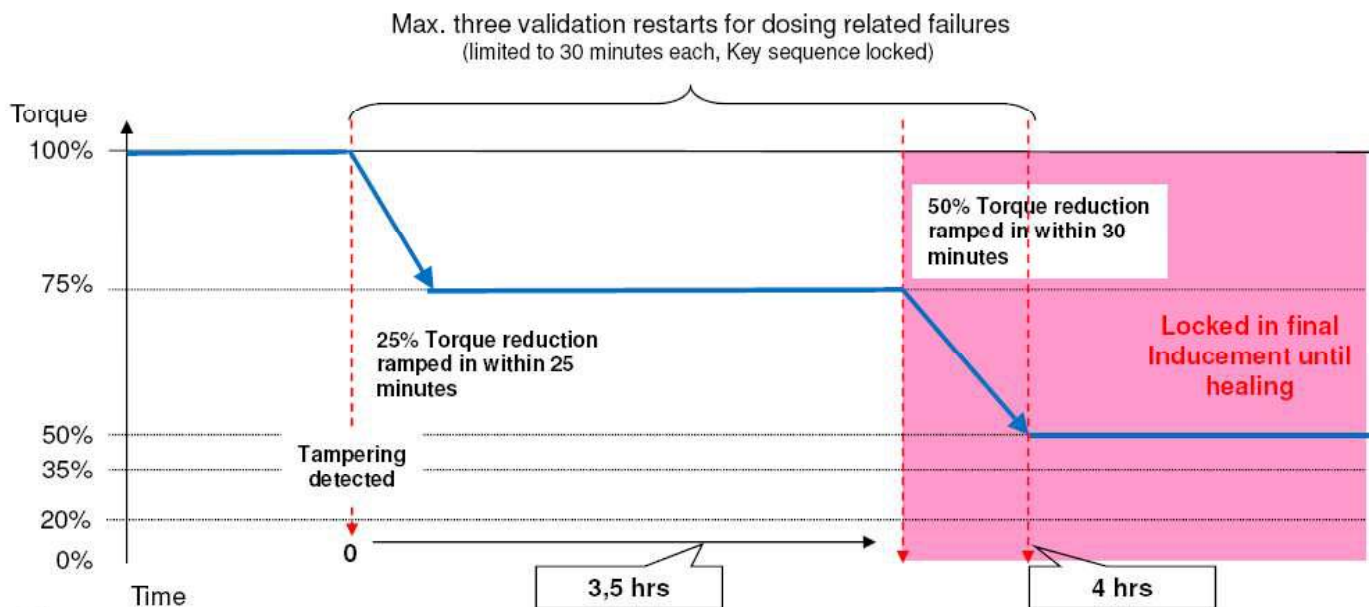 Max. three validation restarts for dosing related failures
(limited to 30 minutes each, Key sequence locked)
Torque
100%
50% Torque reduction
ramped in within 30
minutes
75%
25% Torque reduction
ramped in within 25
minutes
Locked in final
Inducement until
healing
50%
Tampering
detected
35%
20%
0%
0
3,5 hrs
4 hrs
Time